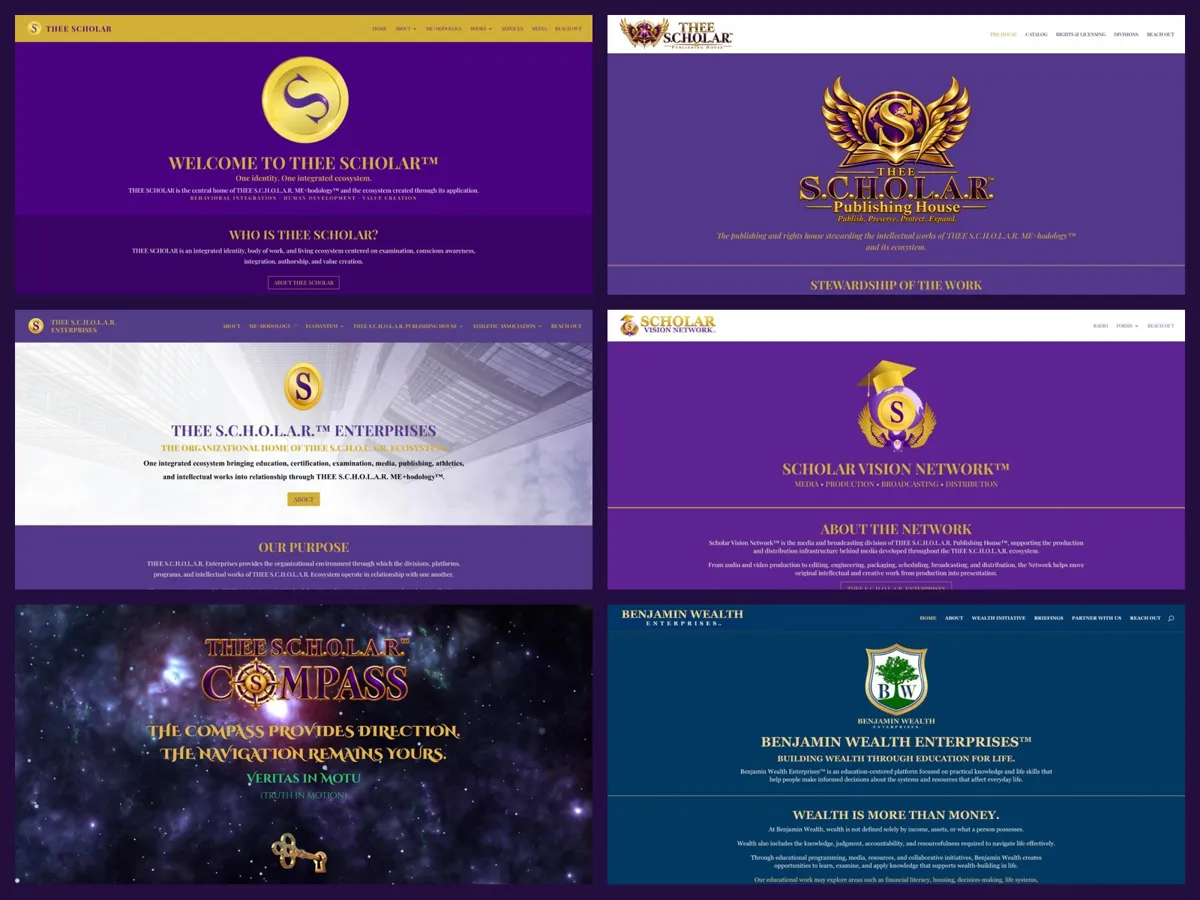 S THEE SCHOLAR
HOME ABOUT ME+HODOLOGY BOOKS SERVICES MEDIA REACH OUT
S
WELCOME TO THEE SCHOLAR™
One identity. One integrated ecosystem.
THEE SCHOLAR is the central home of THEE S.C.H.O.L.A.R. ME+hodology™ and the ecosystem created through its application.
BEHAVIORAL INTEGRATION · HUMAN DEVELOPMENT · VALUE CREATION
WHO IS THEE SCHOLAR?
THEE SCHOLAR is an integrated identity, body of work, and living ecosystem centered on examination, conscious awareness,
integration, authorship, and value creation.
ABOUT THEE SCHOLAR
THEE
SCHOLAR™
PUBLISHING HOUSE
THE HOUSE CATALOG RIGHTS & LICENSING DIVISIONS REACH OUT
S
THEE
S.C.H.O.L.A.R.™
Publishing House
Publish. Preserve. Protect. Expand.
The publishing and rights house stewarding the intellectual works of THEE S.C.H.O.L.A.R. ME+hodology™
and its ecosystem.
STEWARDSHIP OF THE WORK
S THEE S.C.H.O.L.A.R.
ENTERPRISES
ABOUT ME+HODOLOGY ECOSYSTEM THEE S.C.H.O.L.A.R. PUBLISHING HOUSE ATHLETIC ASSOCIATION REACH OUT
S
THEE S.C.H.O.L.A.R.™ ENTERPRISES
THE ORGANIZATIONAL HOME OF THEE S.C.H.O.L.A.R. ECOSYSTEM
One integrated ecosystem bringing education, certification, examination, media, publishing, athletics,
and intellectual works into relationship through THEE S.C.H.O.L.A.R. ME+hodology™.
ABOUT
OUR PURPOSE
THEE S.C.H.O.L.A.R. Enterprises provides the organizational environment through which the divisions, platforms,
programs, and intellectual works of THEE S.C.H.O.L.A.R. Ecosystem operate in relationship with one another.
S SCHOLAR
VISION NETWORK
RADIO FORMS REACH OUT
S
SCHOLAR VISION NETWORK™
MEDIA • PRODUCTION • BROADCASTING • DISTRIBUTION
ABOUT THE NETWORK
Scholar Vision Network™ is the media and broadcasting division of THEE S.C.H.O.L.A.R. Publishing House™, supporting the production
and distribution infrastructure behind media developed throughout the THEE S.C.H.O.L.A.R. ecosystem.
From audio and video production to editing, engineering, packaging, scheduling, broadcasting, and distribution, the Network helps move
original intellectual and creative work from production into presentation.
THEE S.C.H.O.L.A.R. ENTERPRISES
THEE S.C.H.O.L.A.R.™
COMPASS
S
THE COMPASS PROVIDES DIRECTION.
THE NAVIGATION REMAINS YOURS.
VERITAS IN MOTU
(TRUTH IN MOTION)
BENJAMIN WEALTH
ENTERPRISES™
HOME ABOUT WEALTH INITIATIVE BRIEFINGS PARTNER WITH US REACH OUT
B W
BENJAMIN WEALTH
ENTERPRISES
BENJAMIN WEALTH ENTERPRISES™
BUILDING WEALTH THROUGH EDUCATION FOR LIFE.
Benjamin Wealth Enterprises™ is an education-centered platform focused on practical knowledge and life skills that
help people make informed decisions about the systems and resources that affect everyday life.
WEALTH IS MORE THAN MONEY.
At Benjamin Wealth, wealth is not defined solely by income, assets, or what a person possesses.
Wealth also includes the knowledge, judgment, accountability, and resourcefulness required to navigate life effectively.
Through educational programming, media, resources, and collaborative initiatives, Benjamin Wealth creates
opportunities to learn, examine, and apply knowledge that supports wealth-building in life.
Our educational work may explore areas such as financial literacy, housing, decision-making, life systems,